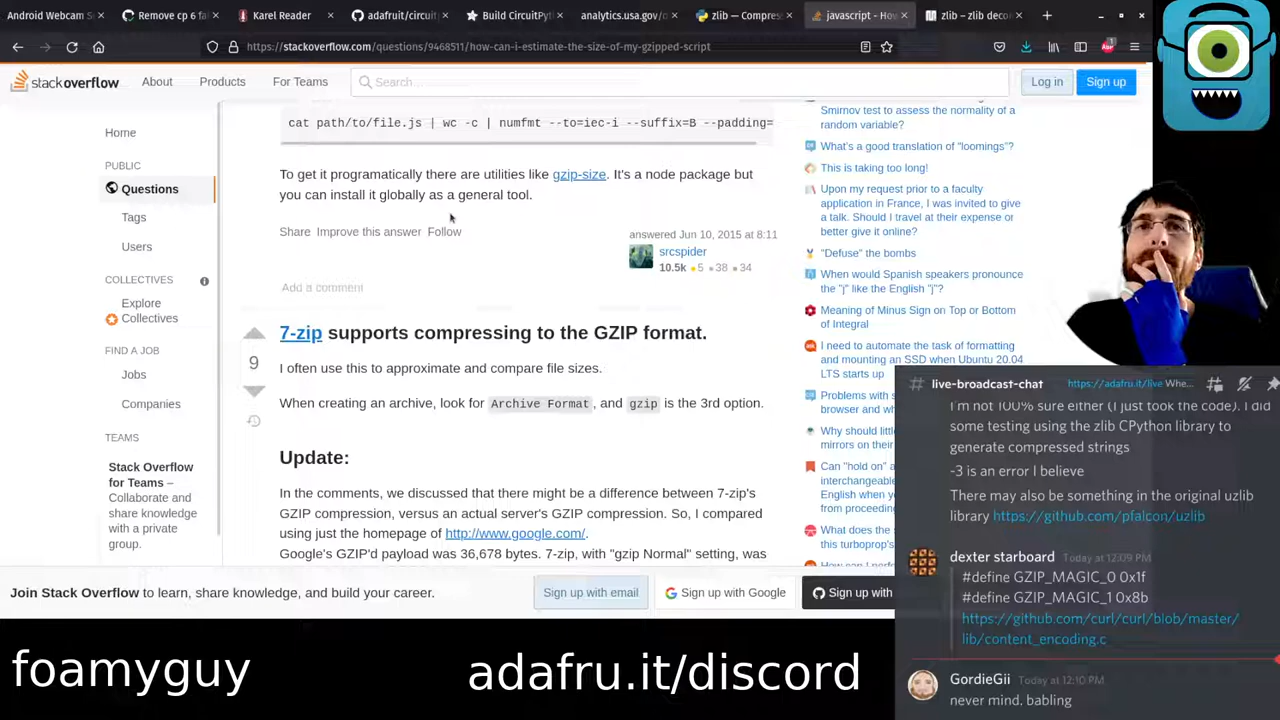 Android Webcam S
Remove cp 6 fa
Karel Reader
adafruit/circuit
Build CircuitPy
analytics.usa.gov/
zlib — Compres
javascript - How
zlib – zlib deco
https://stackoverflow.com/questions/9468511/how-can-i-estimate-the-size-of-my-gzipped-script
1
stackoverflow
About
Products
For Teams
Search...
Log in
Sign up
Home
PUBLIC
Questions
Tags
Users
COLLECTIVES
Explore
Collectives
FIND A JOB
Jobs
Companies
TEAMS
Stack Overflow
for Teams –
Collaborate and
share knowledge
with a private
group.
cat path/to/file.js | wc -c | numfmt --to=iec-i --suffix=B --padding=
To get it programatically there are utilities like gzip-size. It's a node package but
you can install it globally as a general tool.
Share Improve this answer Follow
answered Jun 10, 2015 at 8:11
srcspider
10.5k 5 38 34
Add a comment
7-zip supports compressing to the GZIP format.
9
I often use this to approximate and compare file sizes.
When creating an archive, look for Archive Format, and gzip is the 3rd option.
Update:
In the comments, we discussed that there might be a difference between 7-zip's
GZIP compression, versus an actual server's GZIP compression. So, I compared
using just the homepage of http://www.google.com/.
Google's GZIP'd payload was 36,678 bytes. 7-zip, with "gzip Normal" setting, was
Smirnov test to assess the normality of a
random variable?
What's a good translation of "loomings"?
This is taking too long!
Upon my request prior to a faculty
application in France, I was invited to give
a talk. Should I travel at their expense or
better give it online?
"Defuse" the bombs
When would Spanish speakers pronounce
the "j" like the English "j"?
Meaning of Minus Sign on Top or Bottom
of Integral
I need to automate the task of formatting
and mounting an SSD when Ubuntu 20.04
LTS starts up
Problems with
browser and wh
Why should littl
mirrors on their
Can "hold on" a
interchangeable
English when y
from proceeding
What does the
this turboprop's
How can I perfo
Join Stack Overflow to learn, share knowledge, and build your career.
Sign up with email
Sign up with Google
Sign up with
live-broadcast-chat
https://adafru.it/live Whe...
I'm not 100% sure either (I just took the code). I did
some testing using the zlib CPython library to
generate compressed strings
-3 is an error I believe
There may also be something in the original uzlib
library https://github.com/pfalcon/uzlib
dexter starboard Today at 12:09 PM
#define GZIP_MAGIC_0 0x1f
#define GZIP_MAGIC_1 0x8b
https://github.com/curl/curl/blob/master/
lib/content_encoding.c
GordieGii Today at 12:10 PM
never mind, babling
foamyguy
adafru.it/discord